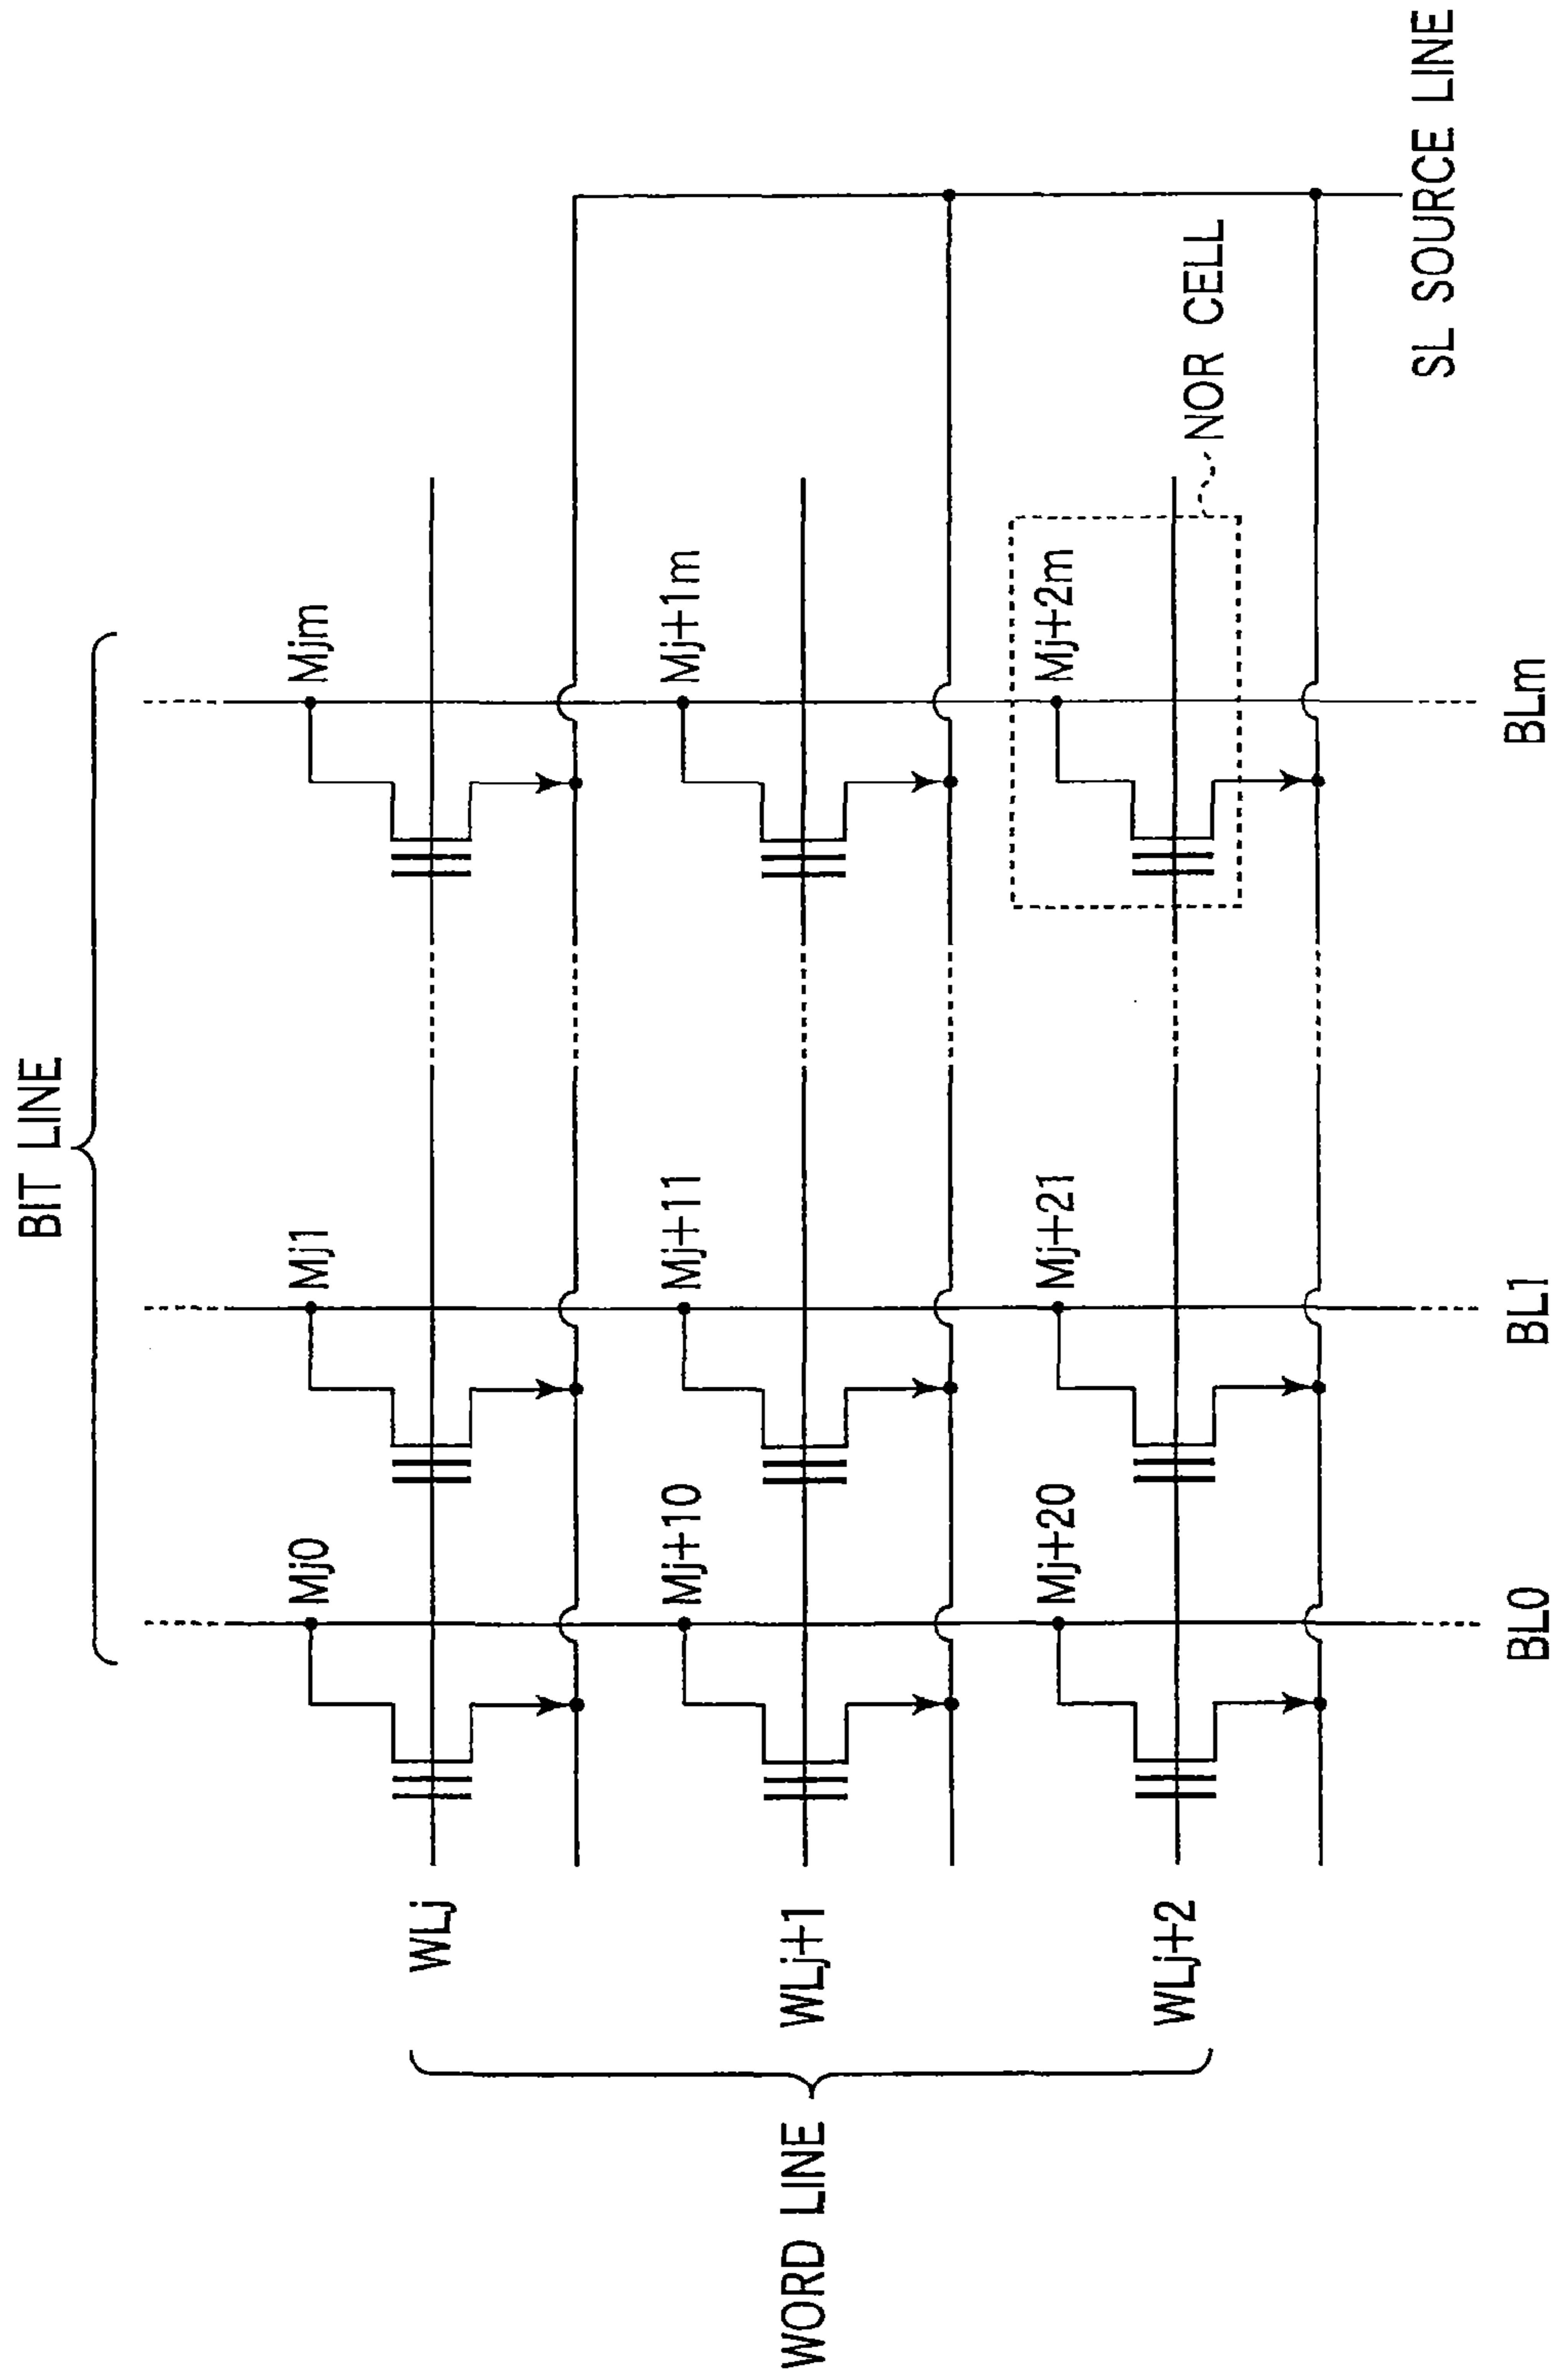 BIT LINE
Mj0
Mj1
Mjm
WLj
Mj+10
Mj+11
Mj+1m
WORD LINE
WLj+1
Mj+20
Mj+21
Mj+2m
WLj+2
NOR CELL
BL0
BL1
BLm
SL SOURCE LINE